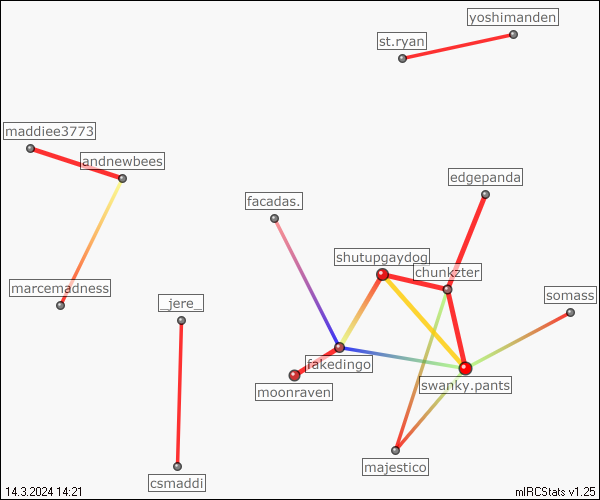 yoshimanden
st.ryan
maddiee3773
andnewbees
edgepanda
facadas.
shutupgaydog
chunkzter
marcemadness
_jere_
somass
fakedingo
swanky.pants
moonraven
majestico
csmaddi
14.3.2024 14:21
mIRCStats v1.25